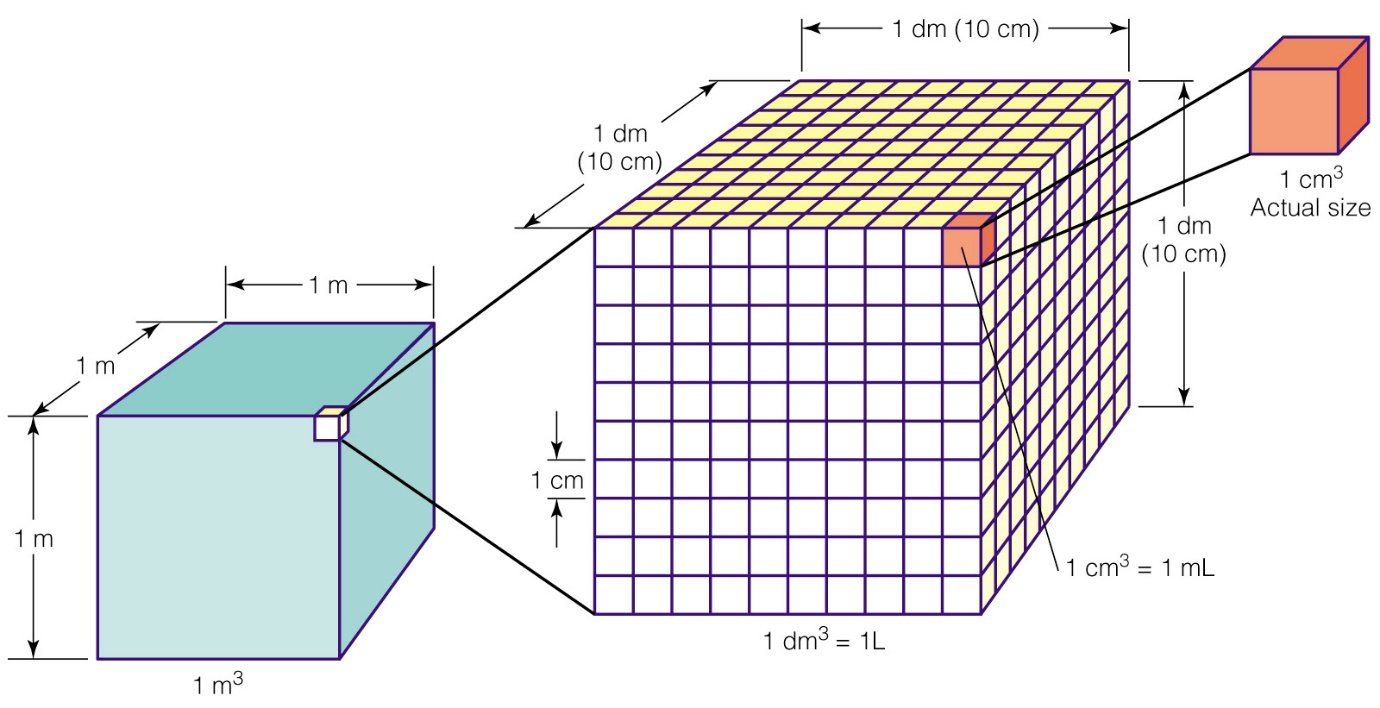 1 dm (10 cm)
1 dm
(10 cm)
1 cm³
Actual size
1 dm
(10 cm)
1 m
1 m
1 cm
1 m
1 cm³ = 1 mL
1 dm³ = 1L
1 m³